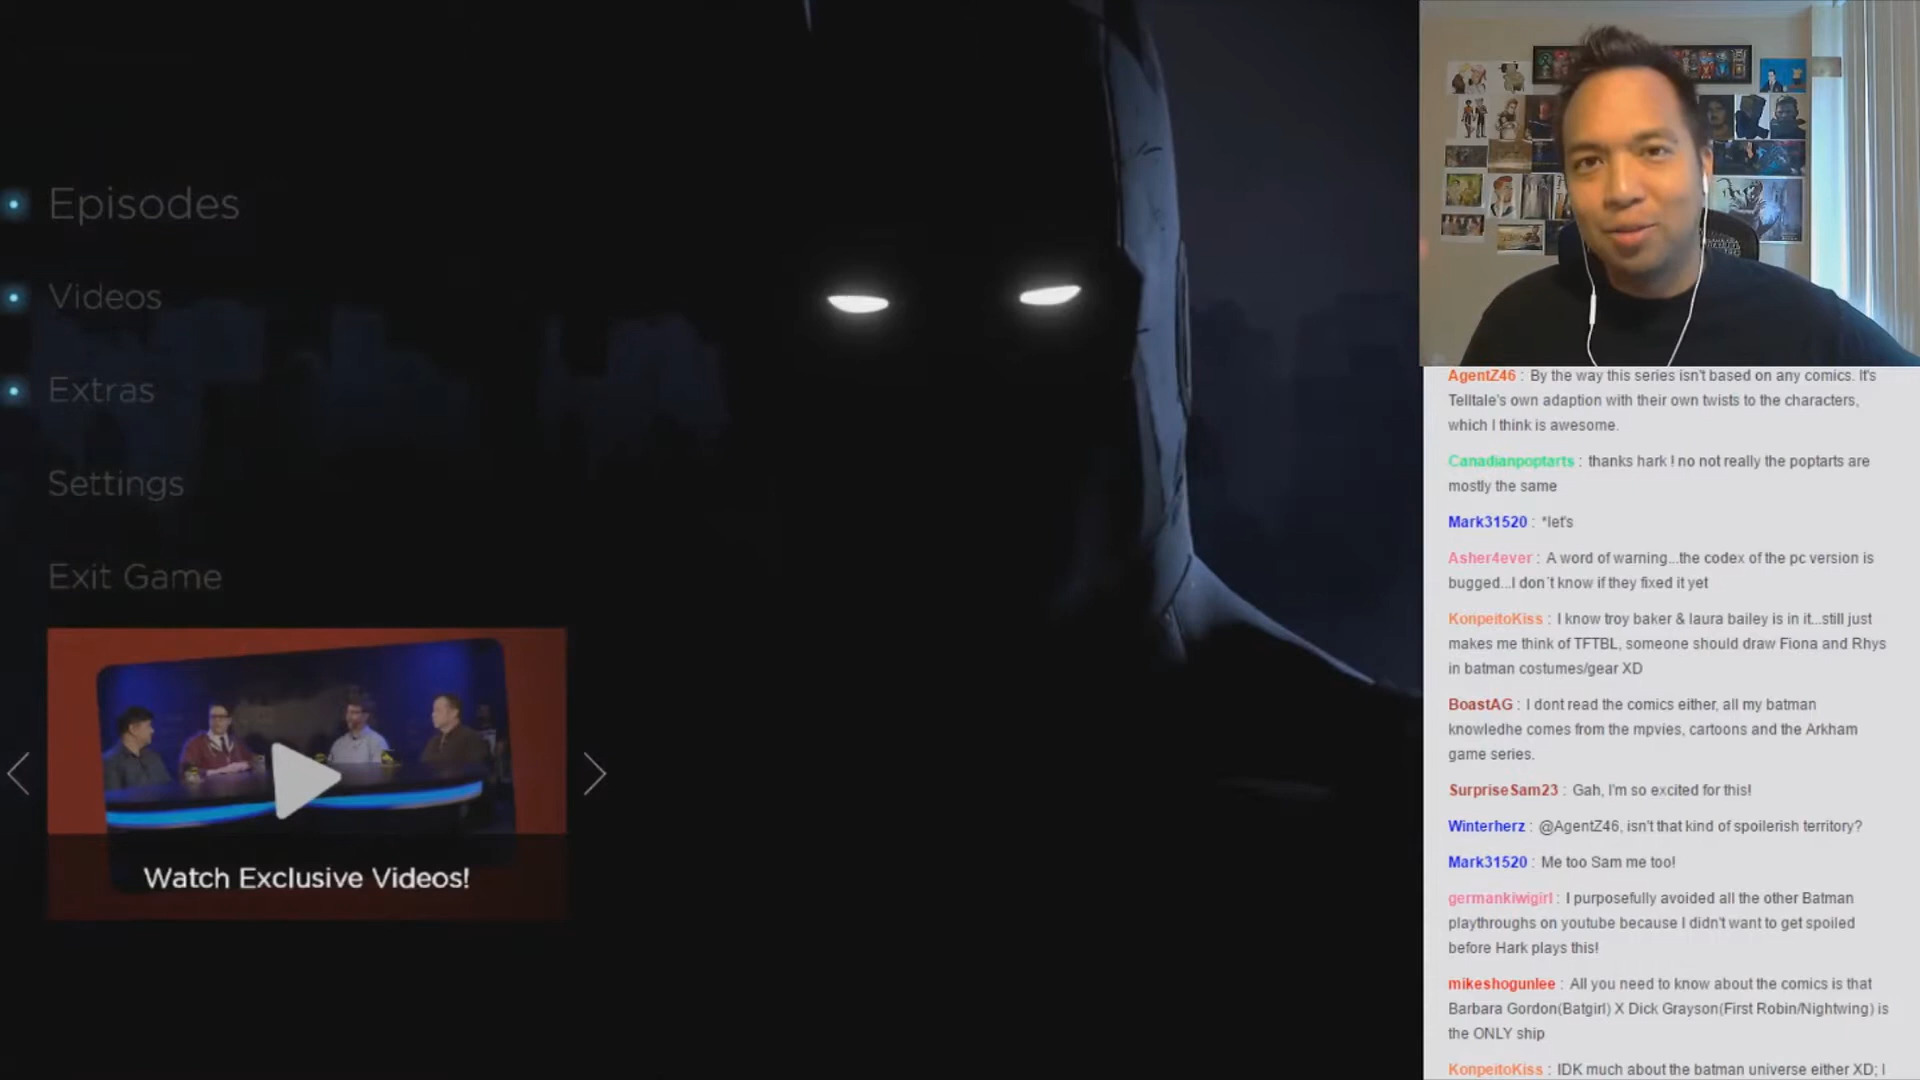 Episodes
Videos
Extras
Settings
Exit Game
Watch Exclusive Videos!
AgentZ46 : By the way this series isn't based on any comics. It's
Telltale's own adaption with their own twists to the characters,
which I think is awesome.
Canadianpoptarts : thanks hark ! no not really the poptarts are
mostly the same
Mark31520 : *let's
Asher4ever : A word of warning...the codex of the pc version is
bugged...I don´t know if they fixed it yet
KonpeitoKiss : I know troy baker & laura bailey is in it...still just
makes me think of TFTBL, someone should draw Fiona and Rhys
in batman costumes/gear XD
BoastAG : I dont read the comics either, all my batman
knowledhe comes from the mpvies, cartoons and the Arkham
game series.
SurpriseSam23 : Gah, I'm so excited for this!
Winterherz : @AgentZ46, isn't that kind of spoilerish territory?
Mark31520 : Me too Sam me too!
germankiwigirl : I purposefully avoided all the other Batman
playthroughs on youtube because I didn't want to get spoiled
before Hark plays this!
mikeshogunlee : All you need to know about the comics is that
Barbara Gordon(Batgirl) X Dick Grayson(First Robin/Nightwing) is
the ONLY ship
KonpeitoKiss : IDK much about the batman universe either XD; I